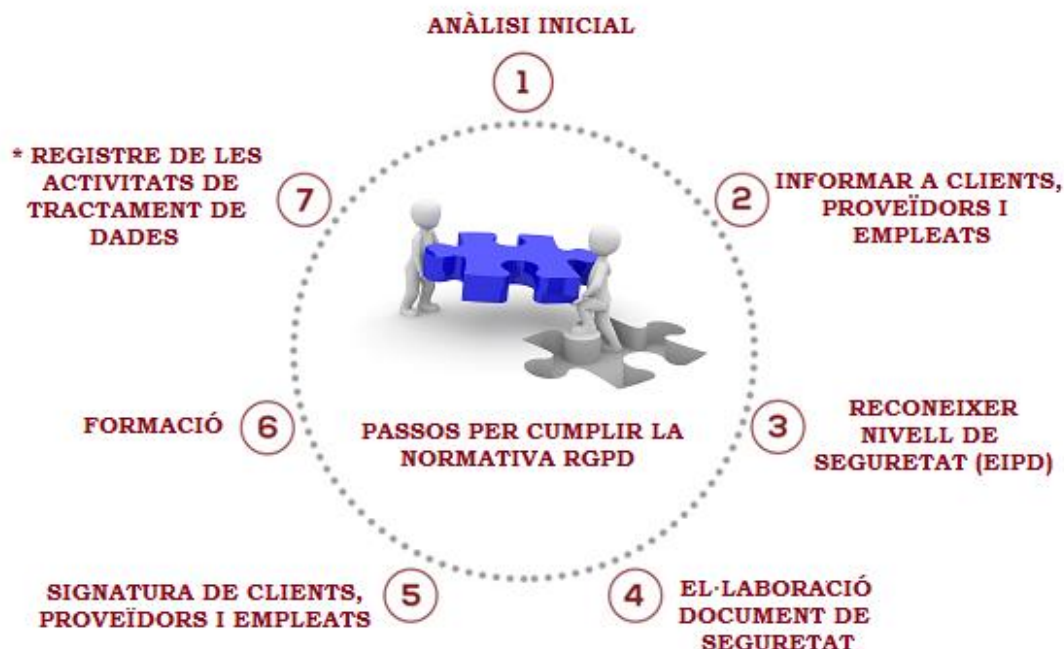 ANÀLISI INICIAL
1
2
INFORMAR A CLIENTS,
PROVEÏDORS I
EMPLEATS
3
RECONEIXER
NIVELL DE
SEGURETAT (EIPD)
4
EL·LABORACIÓ
DOCUMENT DE
SEGURETAT
5
SIGNATURA DE CLIENTS,
PROVEÏDORS I EMPLEATS
6
FORMACIÓ
7
* REGISTRE DE LES
ACTIVITATS DE
TRACTAMENT DE
DADES
PASSOS PER CUMPLIR LA
NORMATIVA RGPD